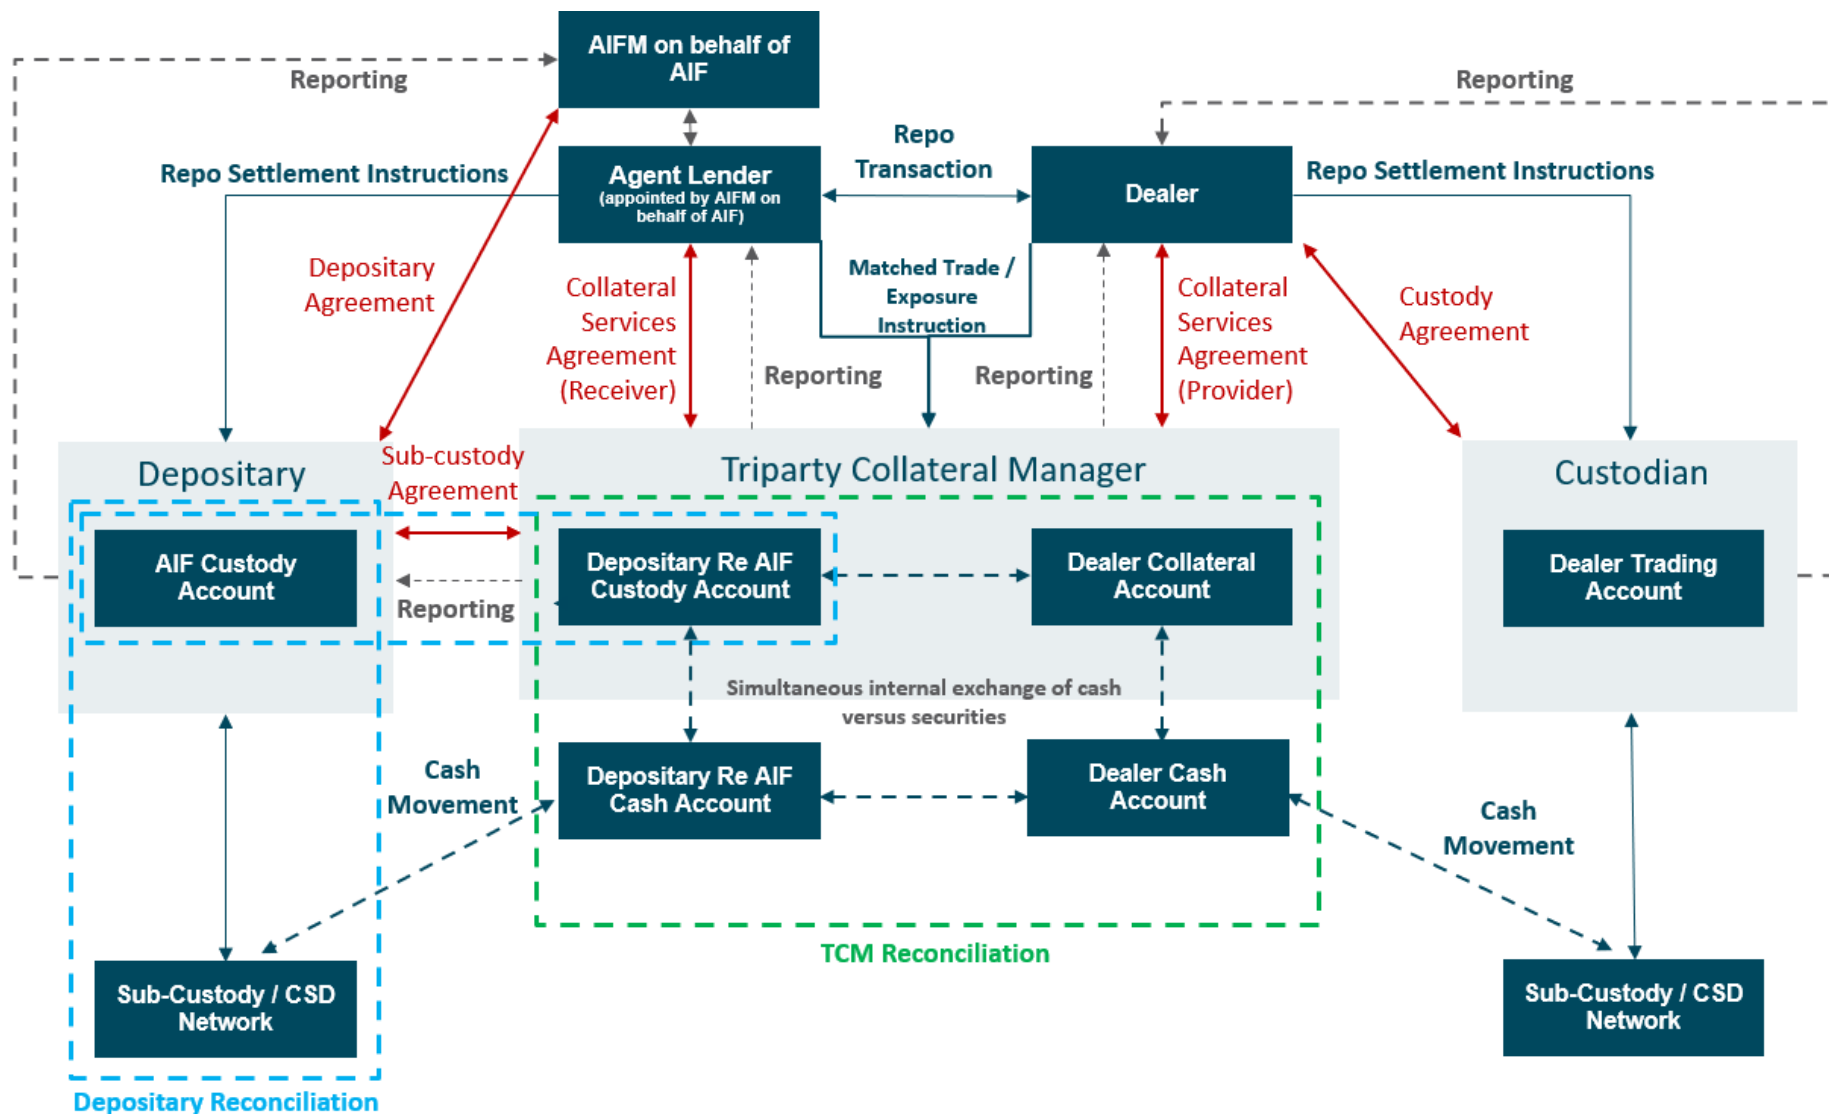 AIFM on behalf of
AIF
Reporting
Reporting
Repo
Transaction
Repo Settlement Instructions
Agent Lender
(appointed by AIFM on
behalf of AIF)
Dealer
Repo Settlement Instructions
Depositary
Agreement
Collateral
Services
Agreement
(Receiver)
Matched Trade /
Exposure
Instruction
Collateral
Services
Agreement
(Provider)
Custody
Agreement
Reporting
Reporting
Depositary
Sub-custody
Agreement
Triparty Collateral Manager
Custodian
AIF Custody
Account
Depositary Re AIF
Custody Account
Dealer Collateral
Account
Dealer Trading
Account
Reporting
Simultaneous internal exchange of cash
versus securities
Cash
Movement
Depositary Re AIF
Cash Account
Dealer Cash
Account
Cash
Movement
TCM Reconciliation
Sub-Custody / CSD
Network
Sub-Custody / CSD
Network
Depositary Reconciliation